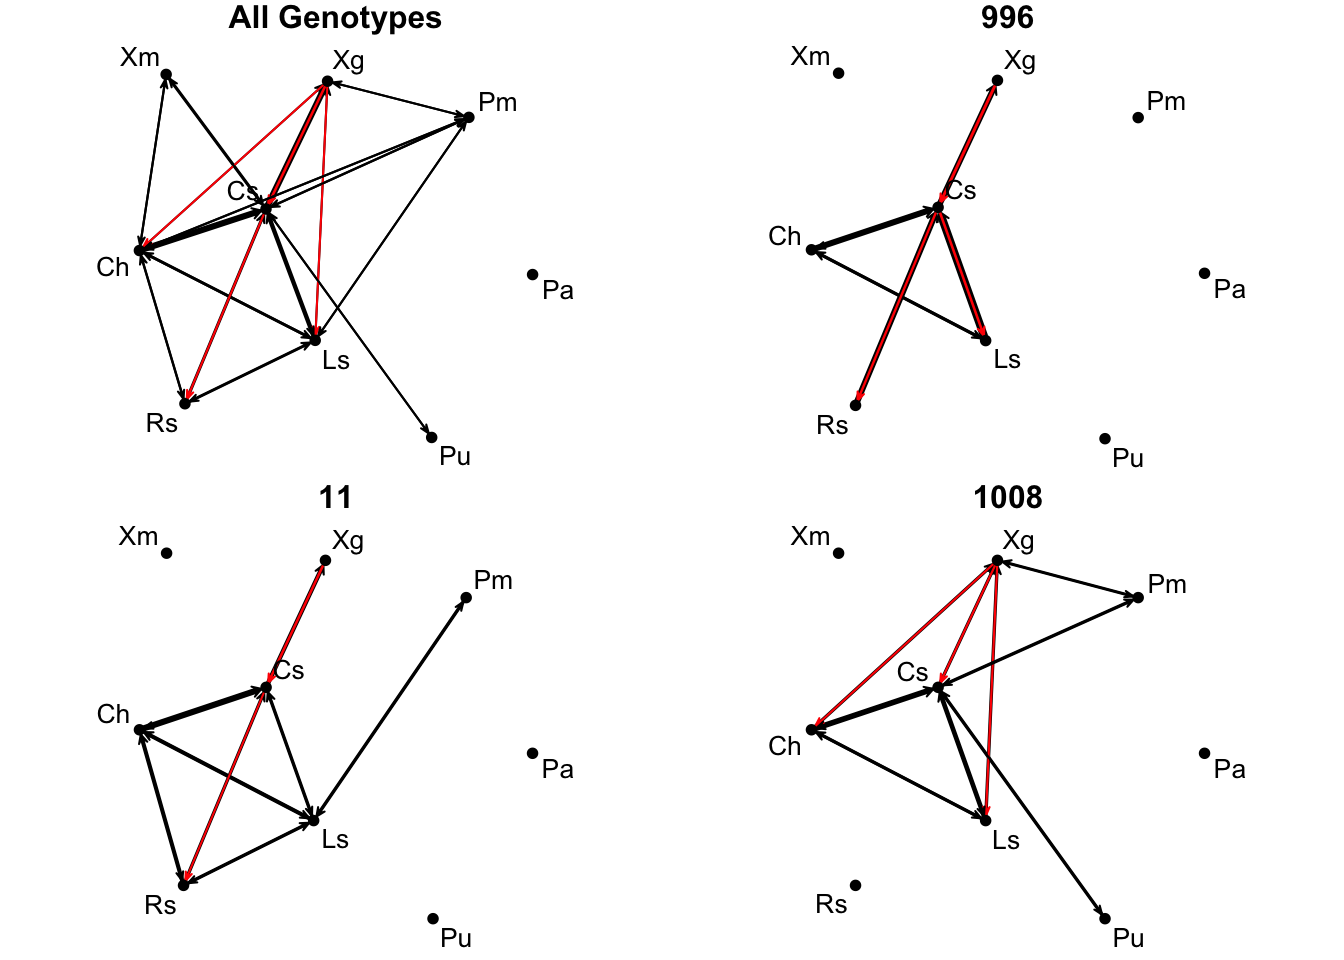 All Genotypes
Xm
Xg
Pm
Cs
Ch
Pa
Ls
Rs
Pu
996
Xm
Xg
Pm
Cs
Ch
Pa
Ls
Rs
Pu
11
Xm
Xg
Pm
Cs
Ch
Pa
Ls
Rs
Pu
1008
Xm
Xg
Pm
Cs
Ch
Pa
Ls
Rs
Pu